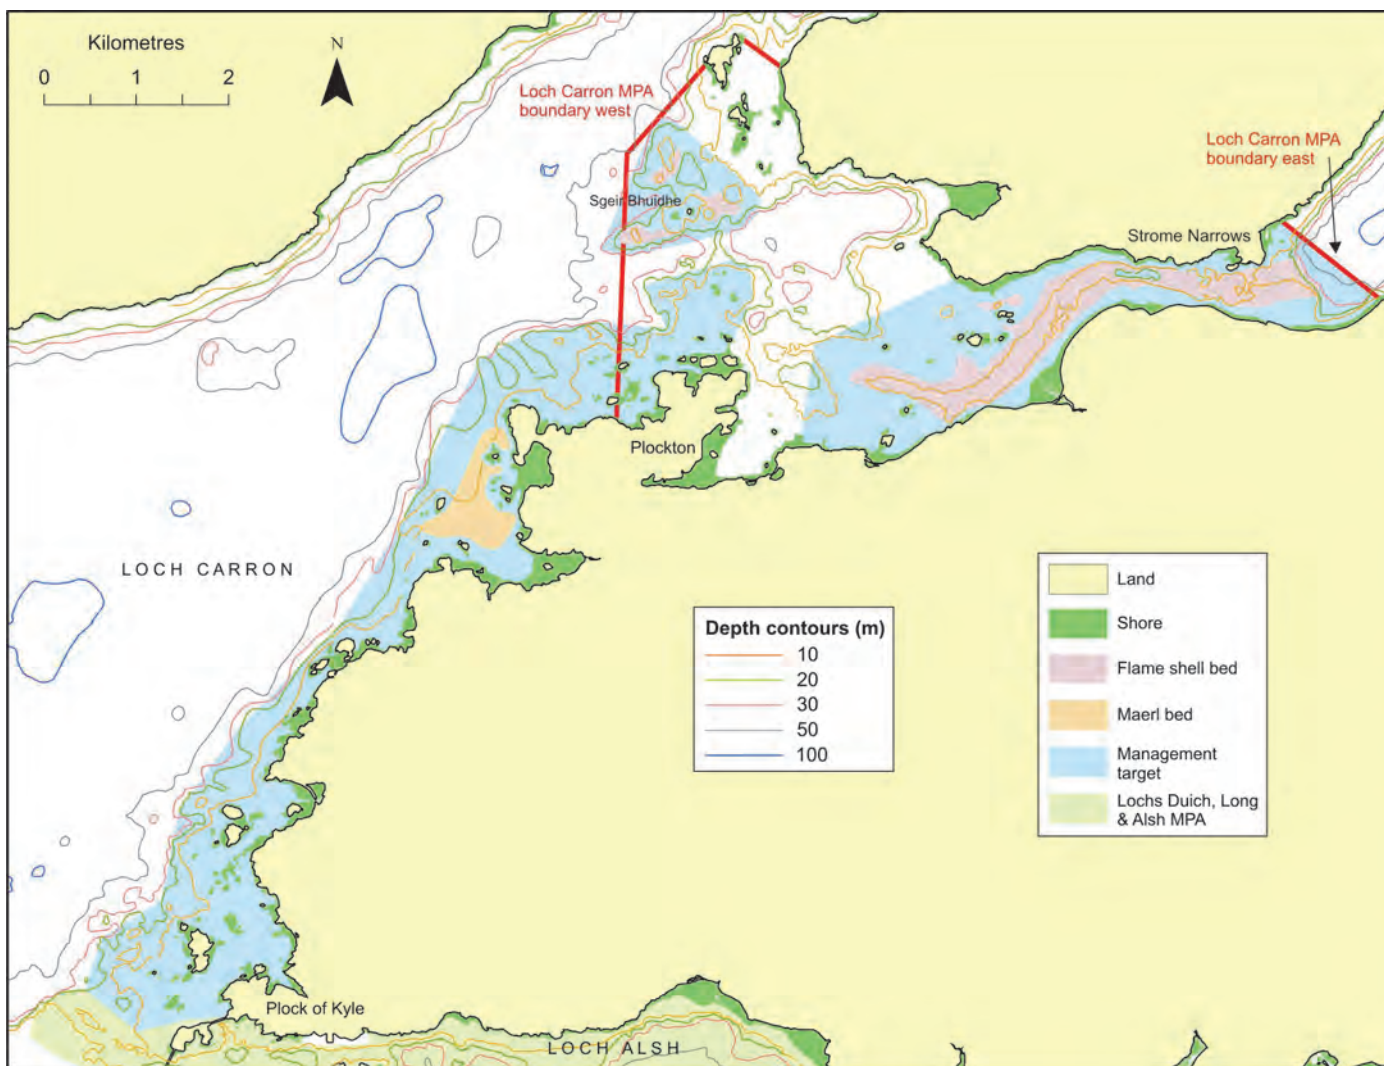 Kilometres
0 1 2
N
Loch Carron MPA
boundary west
Loch Carron MPA
boundary east
Sgeir Bhuidhe
Strome Narrows
Plockton
LOCH CARRON
Depth contours (m)
10
20
30
50
100
Land
Shore
Flame shell bed
Maerl bed
Management
target
Lochs Duich, Long
& Alsh MPA
Plock of Kyle
LOCH ALSH